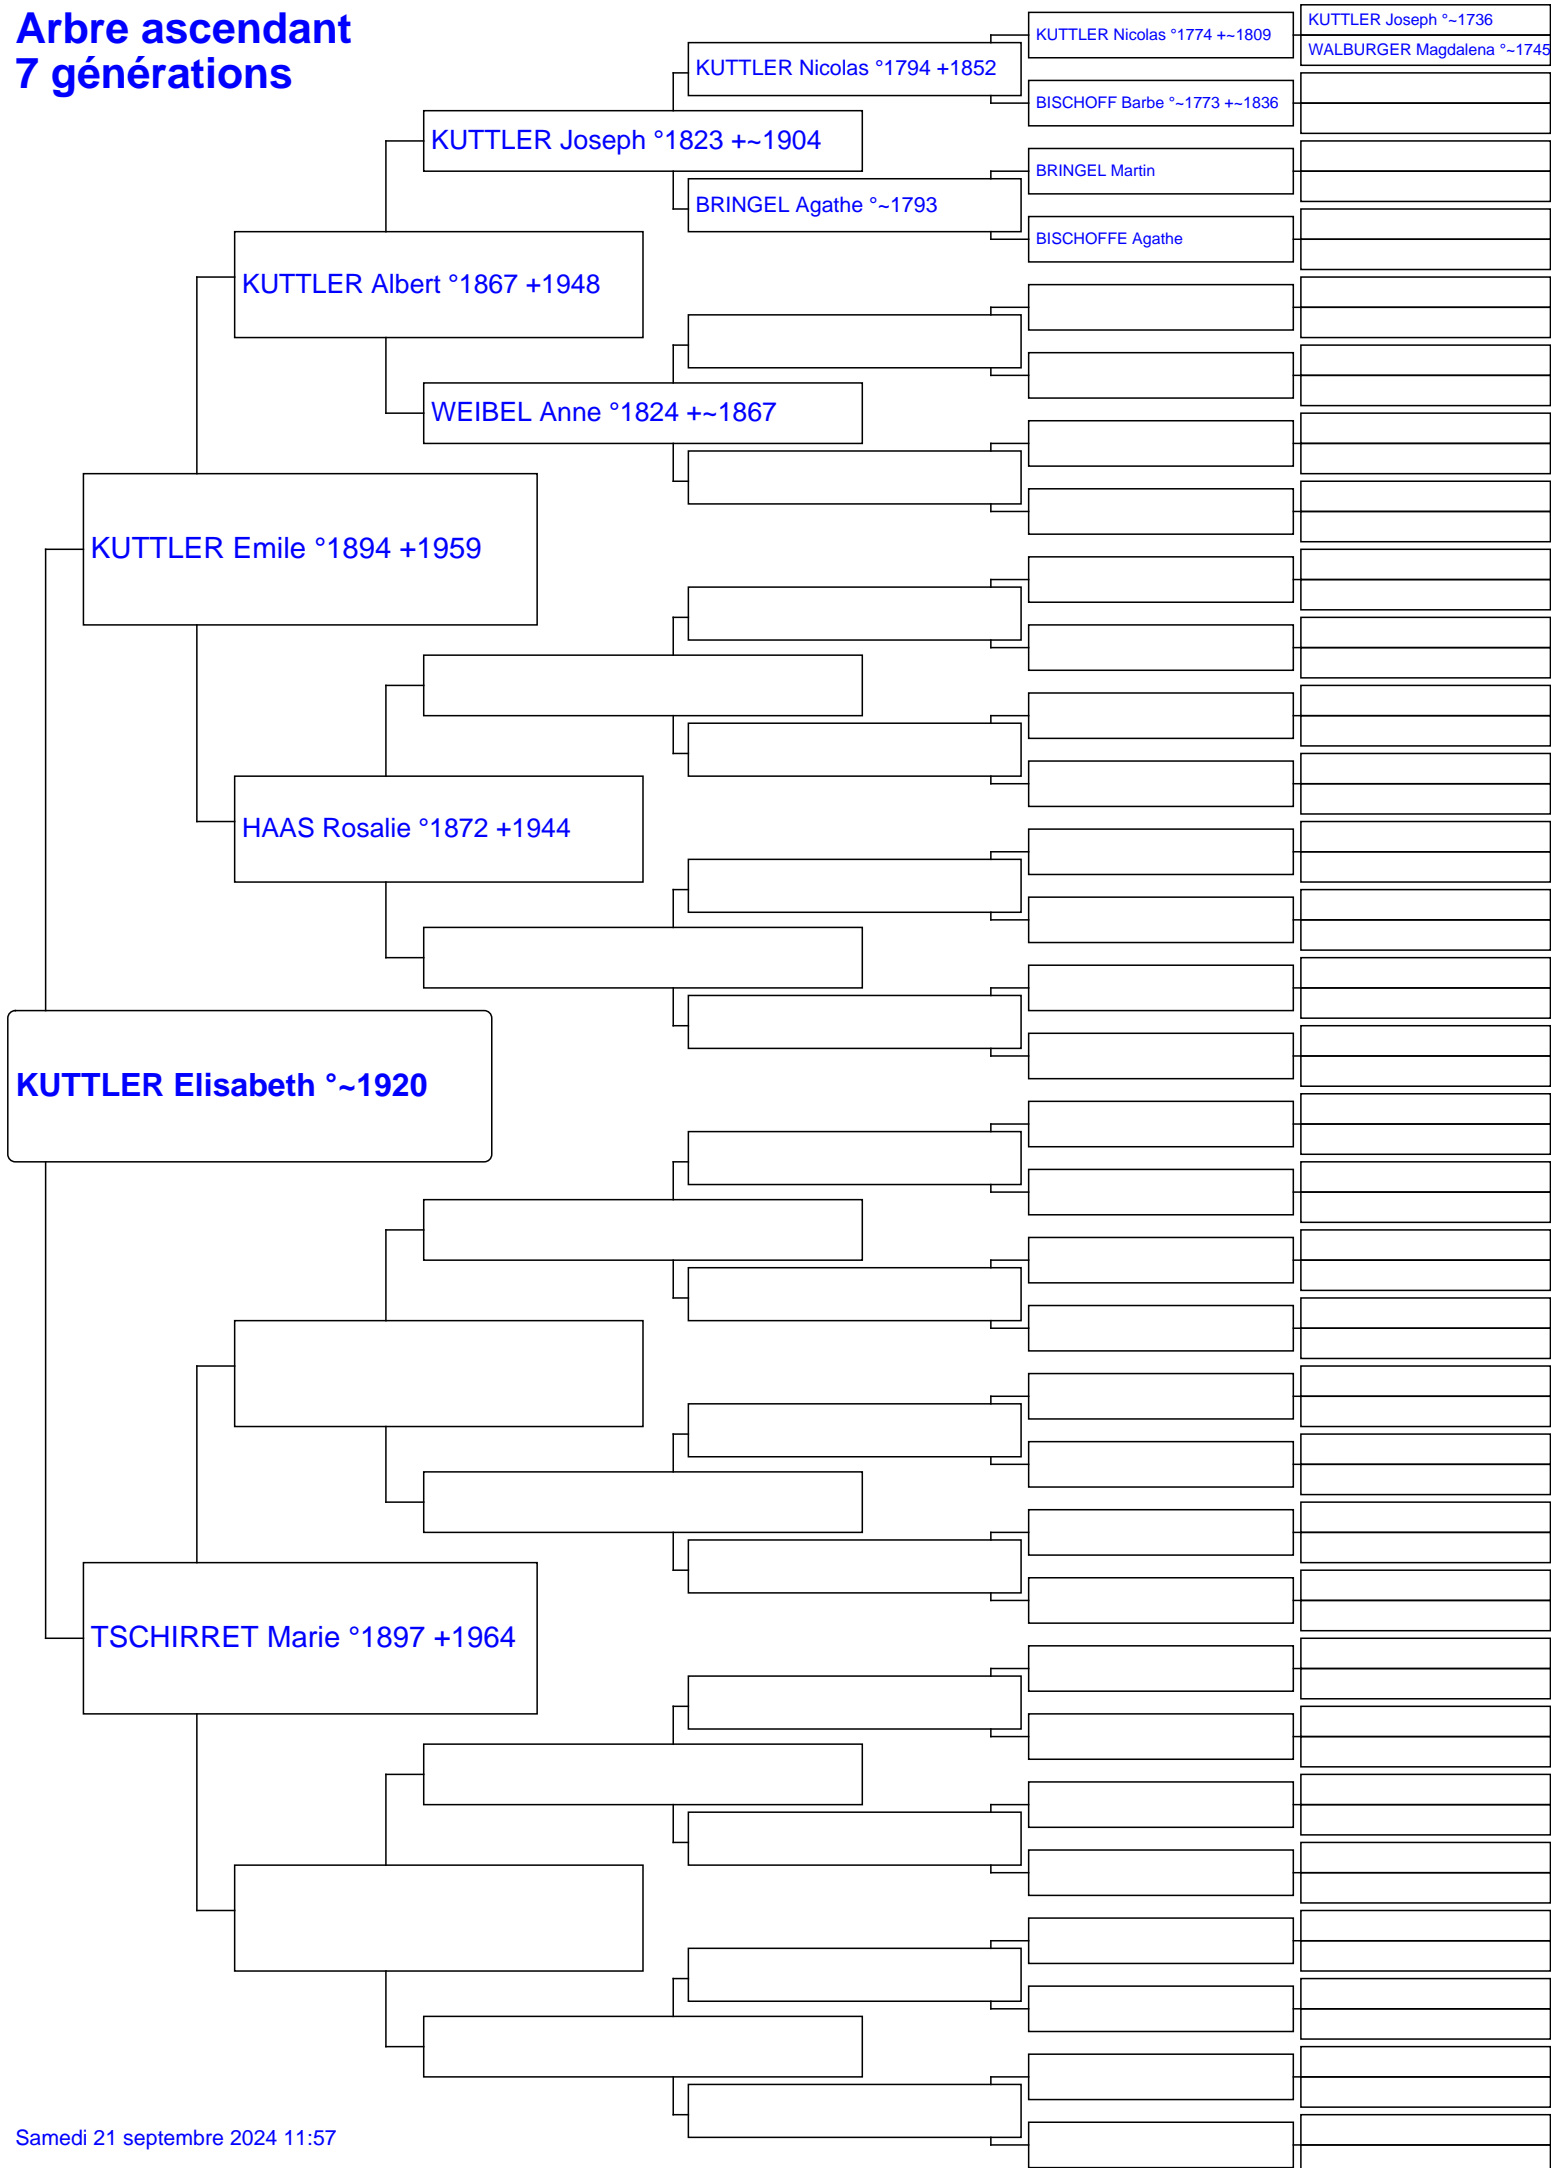 Arbre ascendant
7 générations
KUTTLER Joseph °~1736
KUTTLER Nicolas °1774 +~1809
WALBURGER Magdalena °~1745
KUTTLER Nicolas °1794 +1852
BISCHOFF Barbe °~1773 +~1836
KUTTLER Joseph °1823 +~1904
BRINGEL Martin
BRINGEL Agathe °~1793
BISCHOFFE Agathe
KUTTLER Albert °1867 +1948
WEIBEL Anne °1824 +~1867
KUTTLER Emile °1894 +1959
HAAS Rosalie °1872 +1944
KUTTLER Elisabeth °~1920
TSCHIRRET Marie °1897 +1964
Samedi 21 septembre 2024 11:57